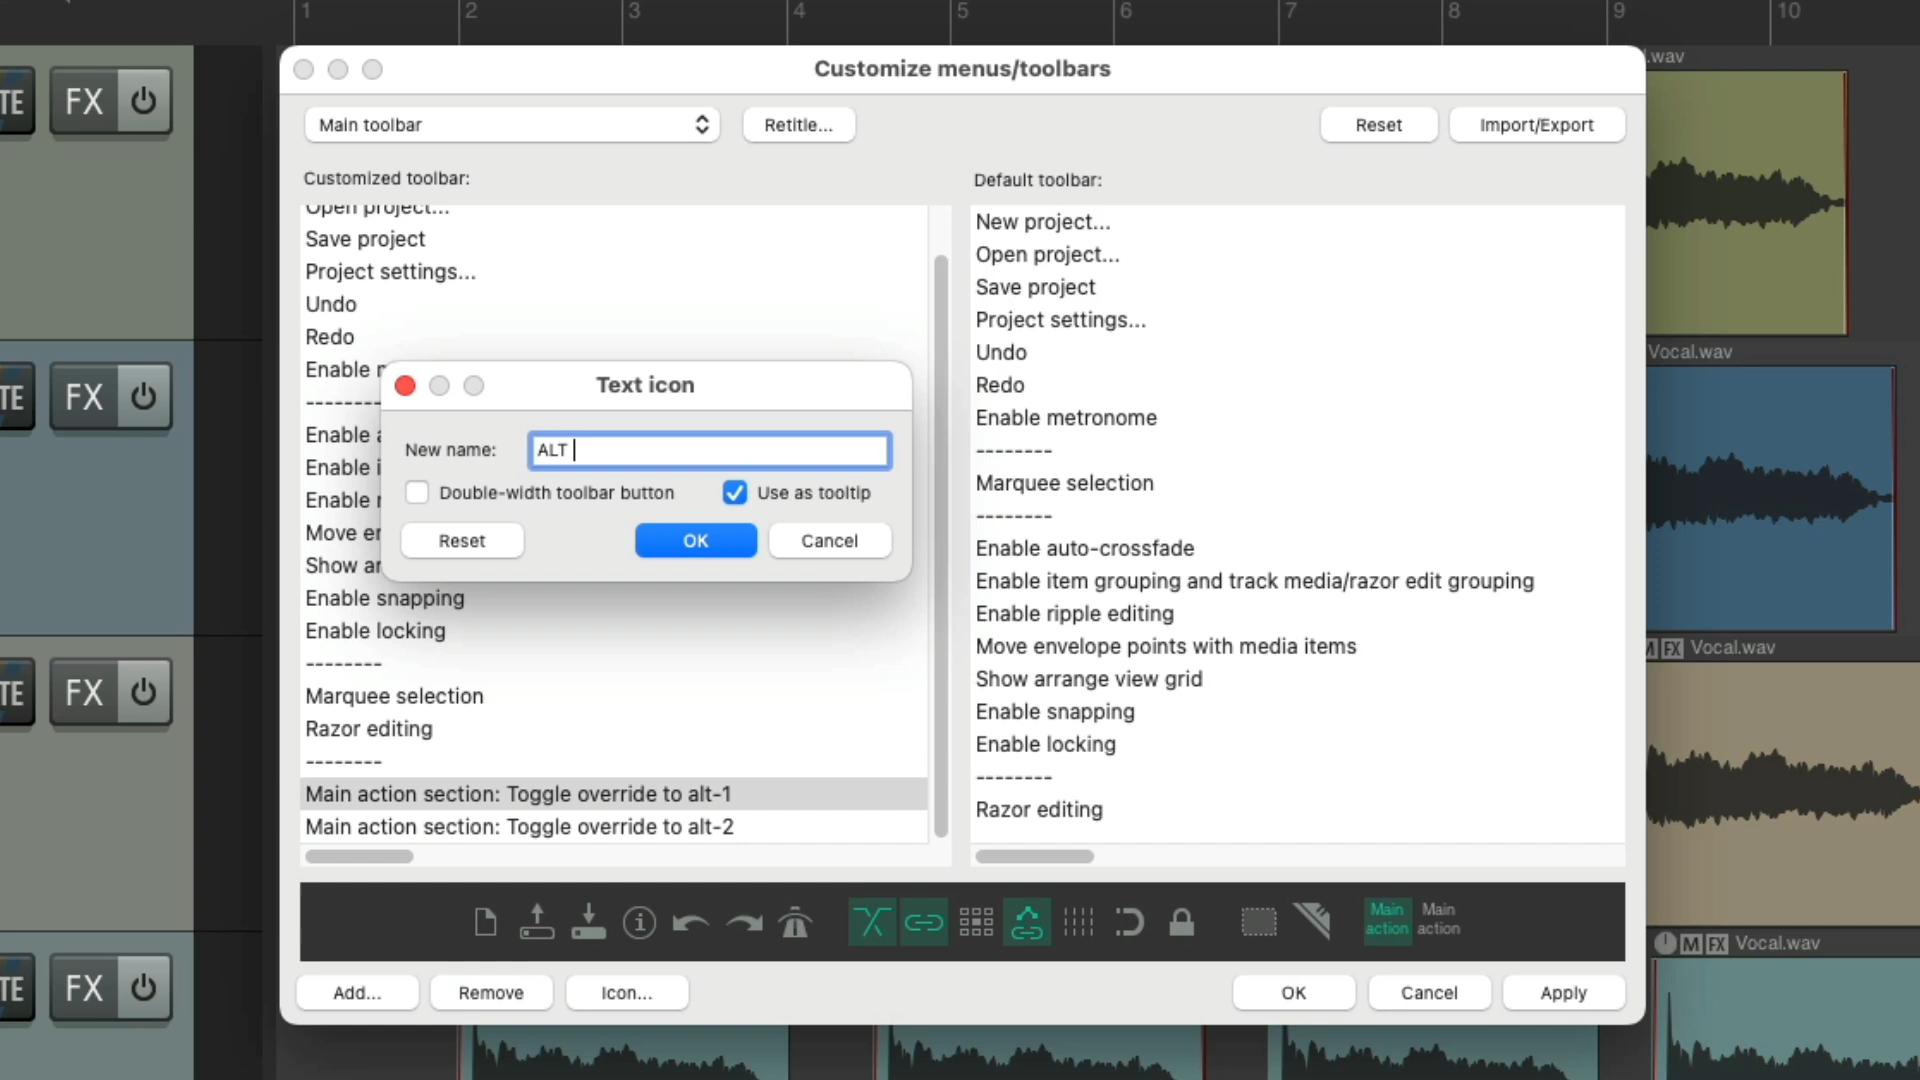 1 2 3 4 5 6 7 8 9 10
Customize menus/toolbars
.wav
TE FX
Main toolbar
Retitle...
Reset
Import/Export
Customized toolbar:
Default toolbar:
Open project...
Save project
Project settings...
Undo
Redo
Enable
--------
Enable
Enable
Enable
Move
Show
Enable snapping
Enable locking
--------
Marquee selection
Razor editing
--------
Main action section: Toggle override to alt-1
Main action section: Toggle override to alt-2
New project...
Open project...
Save project
Project settings...
Undo
Redo
Enable metronome
--------
Marquee selection
--------
Enable auto-crossfade
Enable item grouping and track media/razor edit grouping
Enable ripple editing
Move envelope points with media items
Show arrange view grid
Enable snapping
Enable locking
--------
Razor editing
Text icon
New name: ALT
Double-width toolbar button
Use as tooltip
Reset
OK
Cancel
Vocal.wav
TE FX
FX Vocal.wav
TE FX
Main action
Main action
M FX Vocal.wav
TE FX
Add...
Remove
Icon...
OK
Cancel
Apply